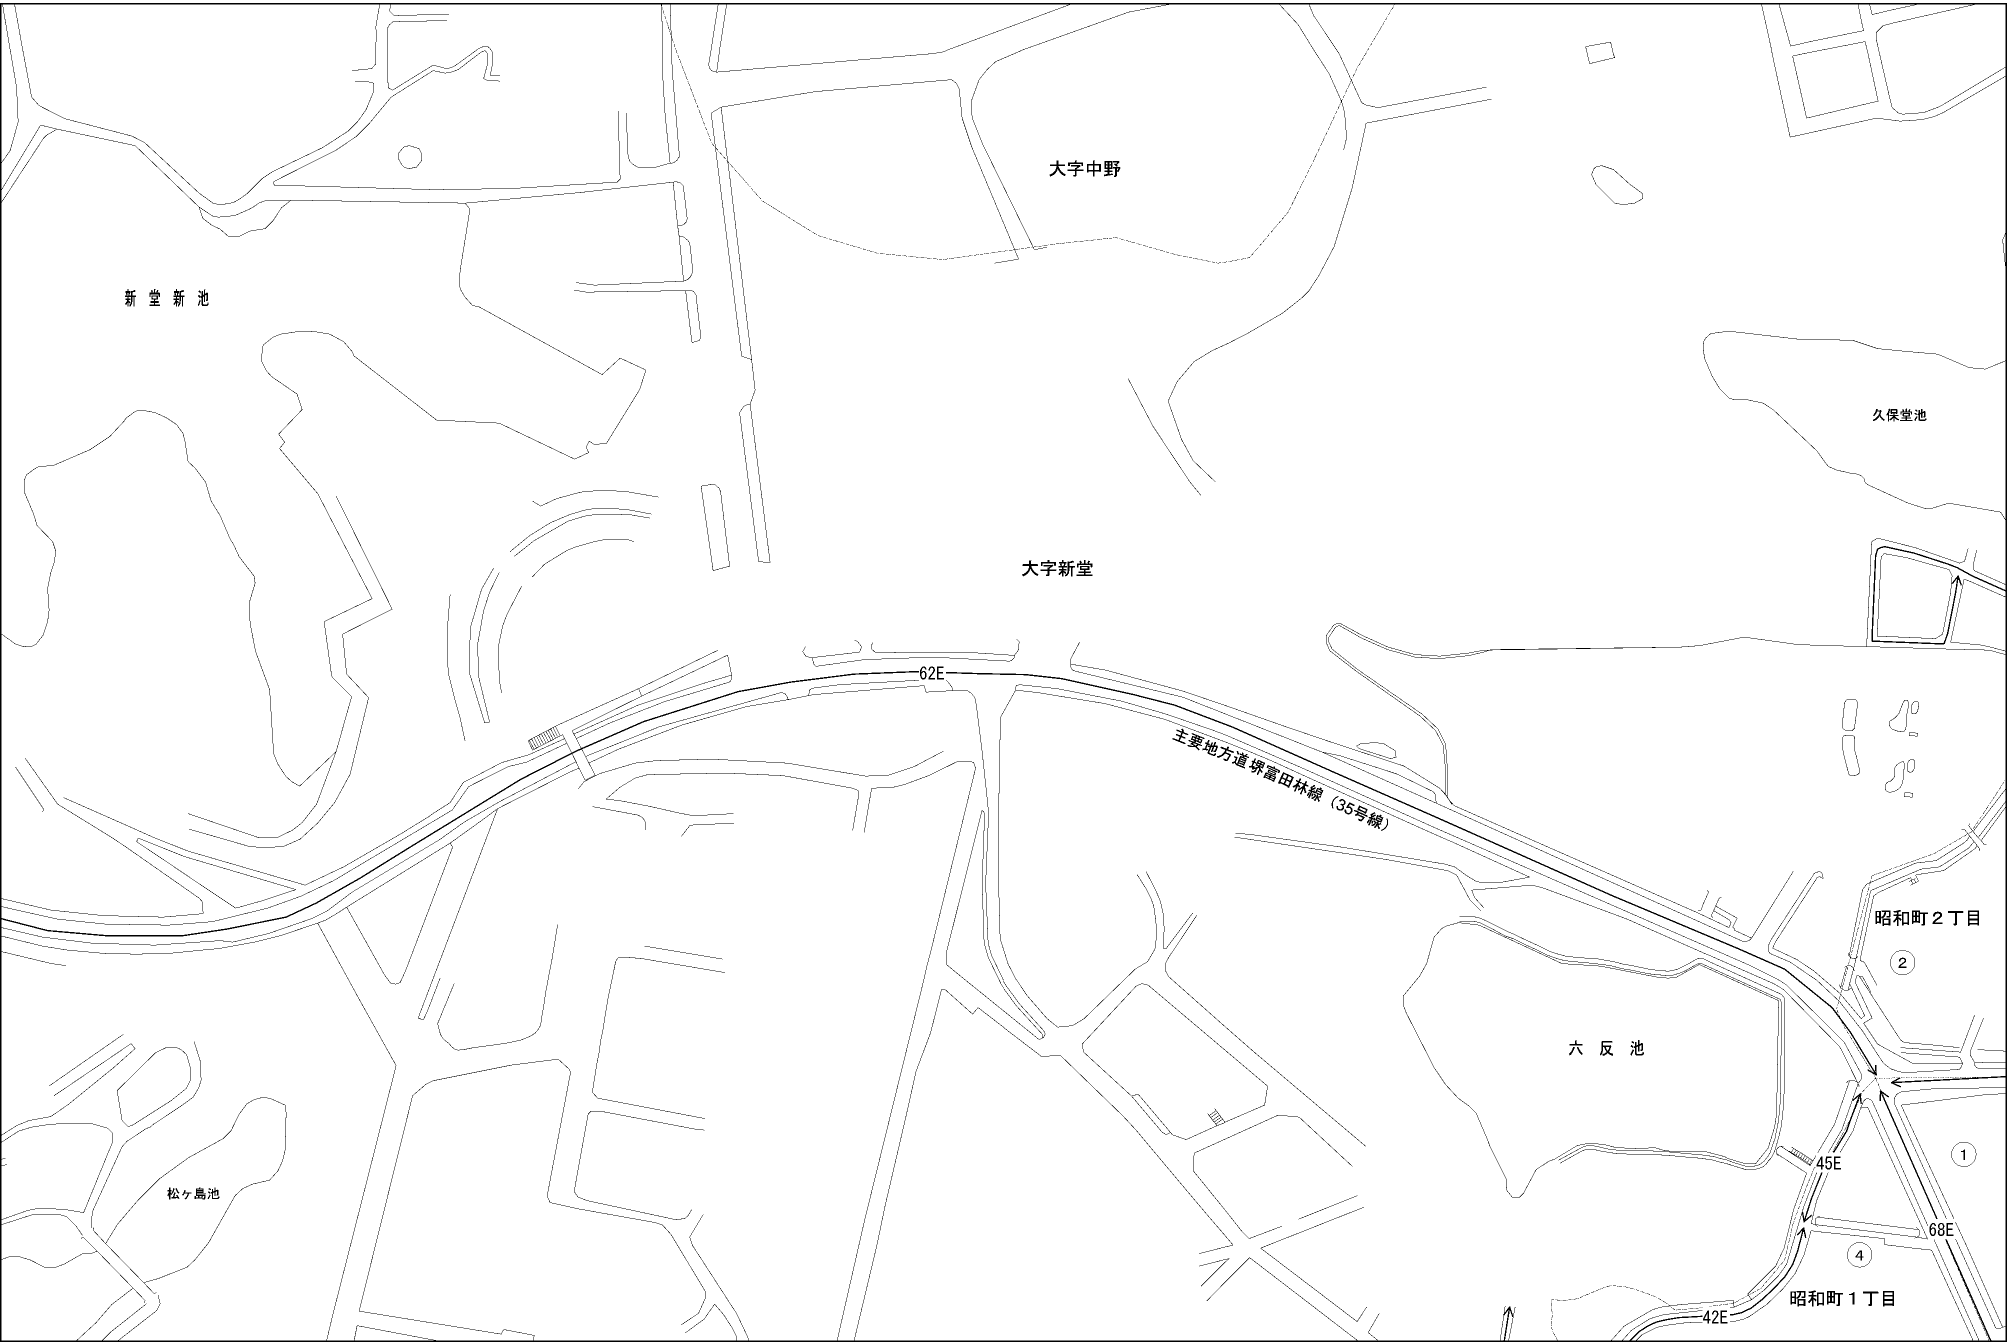 大字中野
新堂新池
久保堂池
大字新堂
62E
主要地方道堺富田林線（35号線）
昭和町２丁目
2
六反池
1
45E
松ヶ島池
68E
4
昭和町１丁目
42E